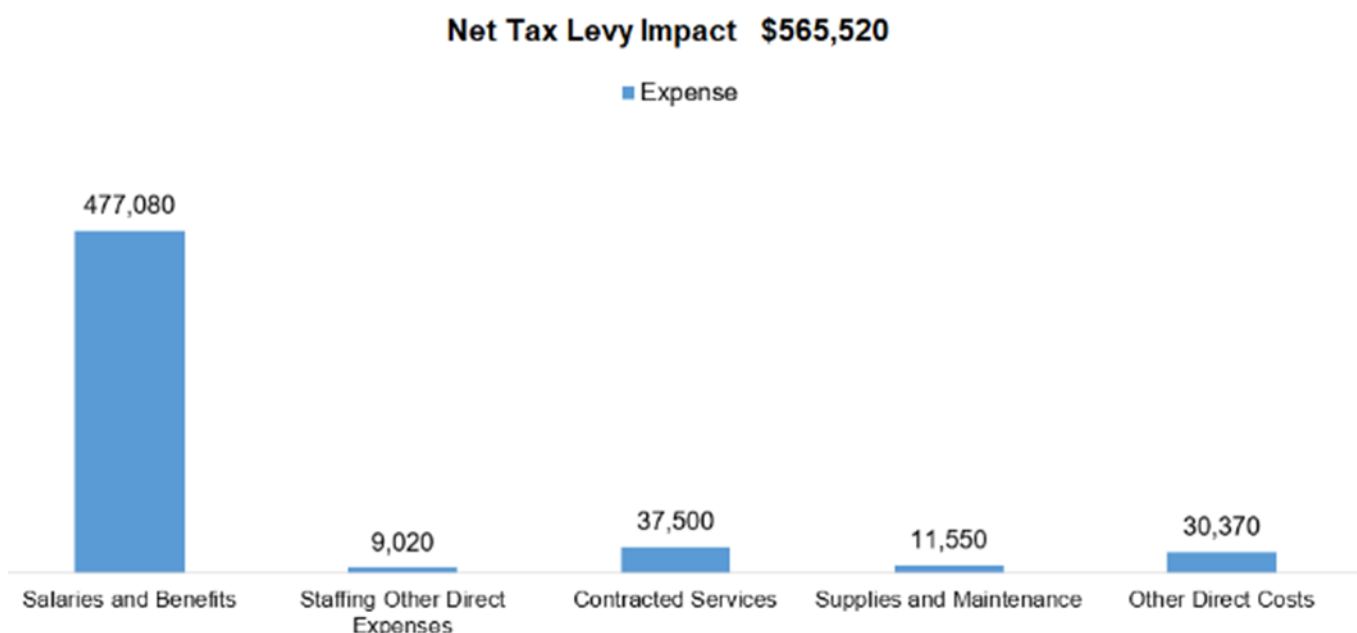 Net Tax Levy Impact $565,520
Expense
477,080
9,020
37,500
11,550
30,370
Salaries and Benefits
Staffing Other Direct
Expenses
Contracted Services
Supplies and Maintenance
Other Direct Costs